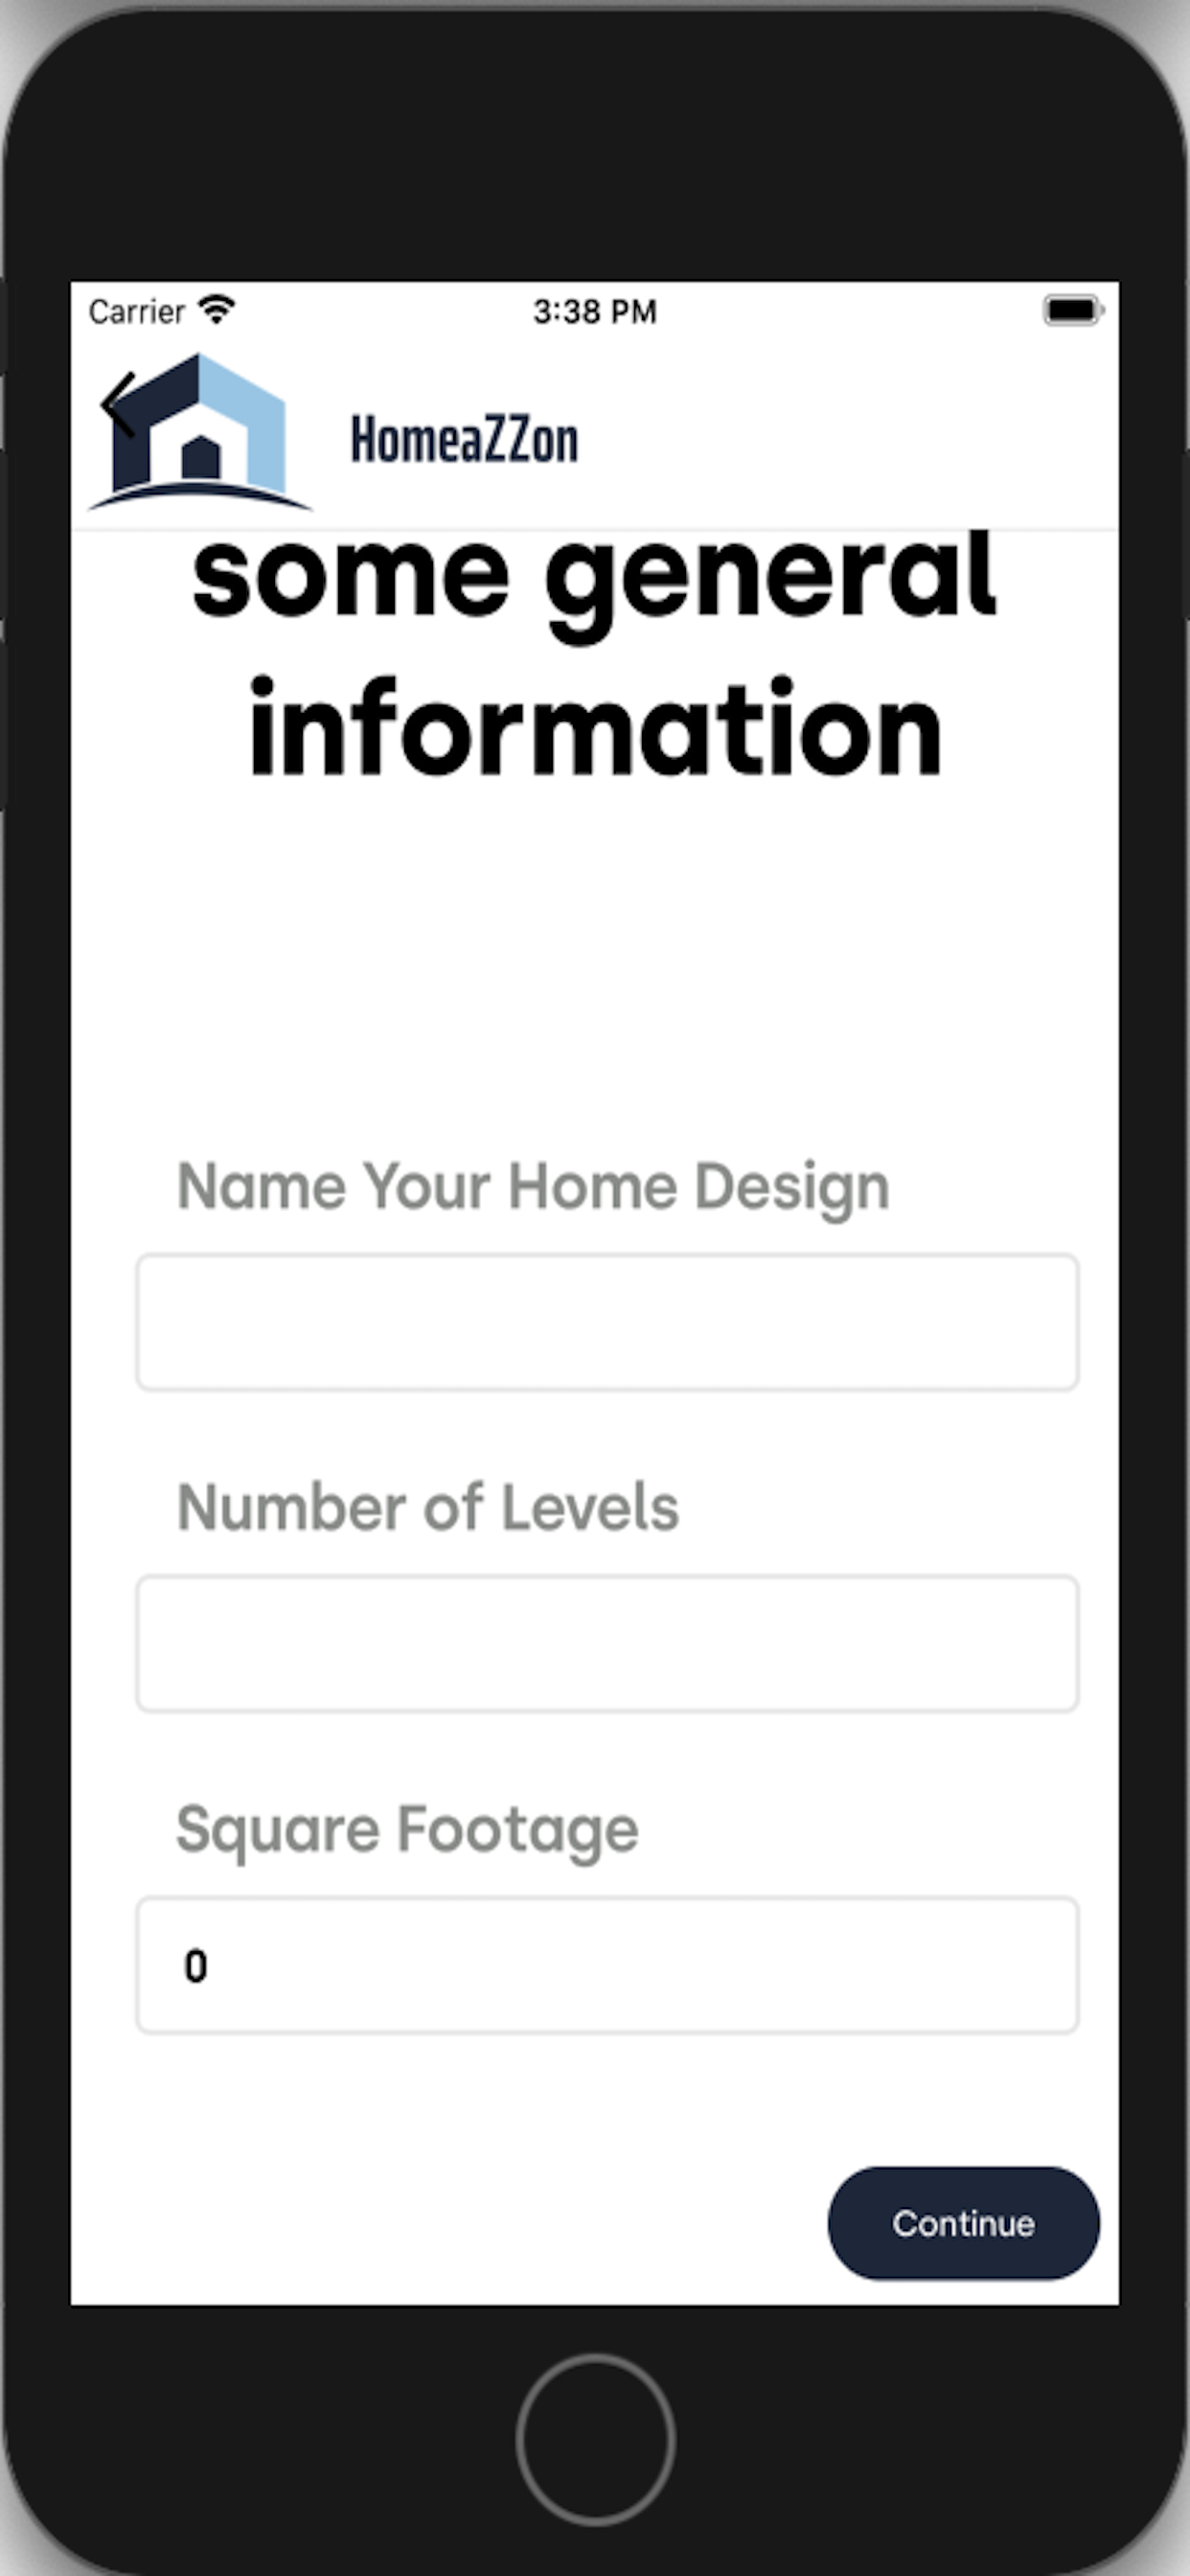 Carrier
3:38 PM
HomeaZZon
some general
information
Name Your Home Design
Number of Levels
Square Footage
0
Continue